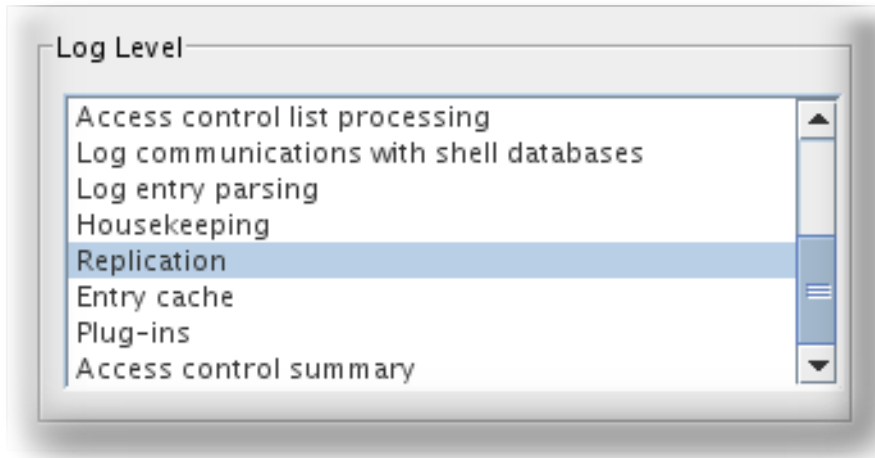 Log Level
Access control list processing
Log communications with shell databases
Log entry parsing
Housekeeping
Replication
Entry cache
Plug-ins
Access control summary